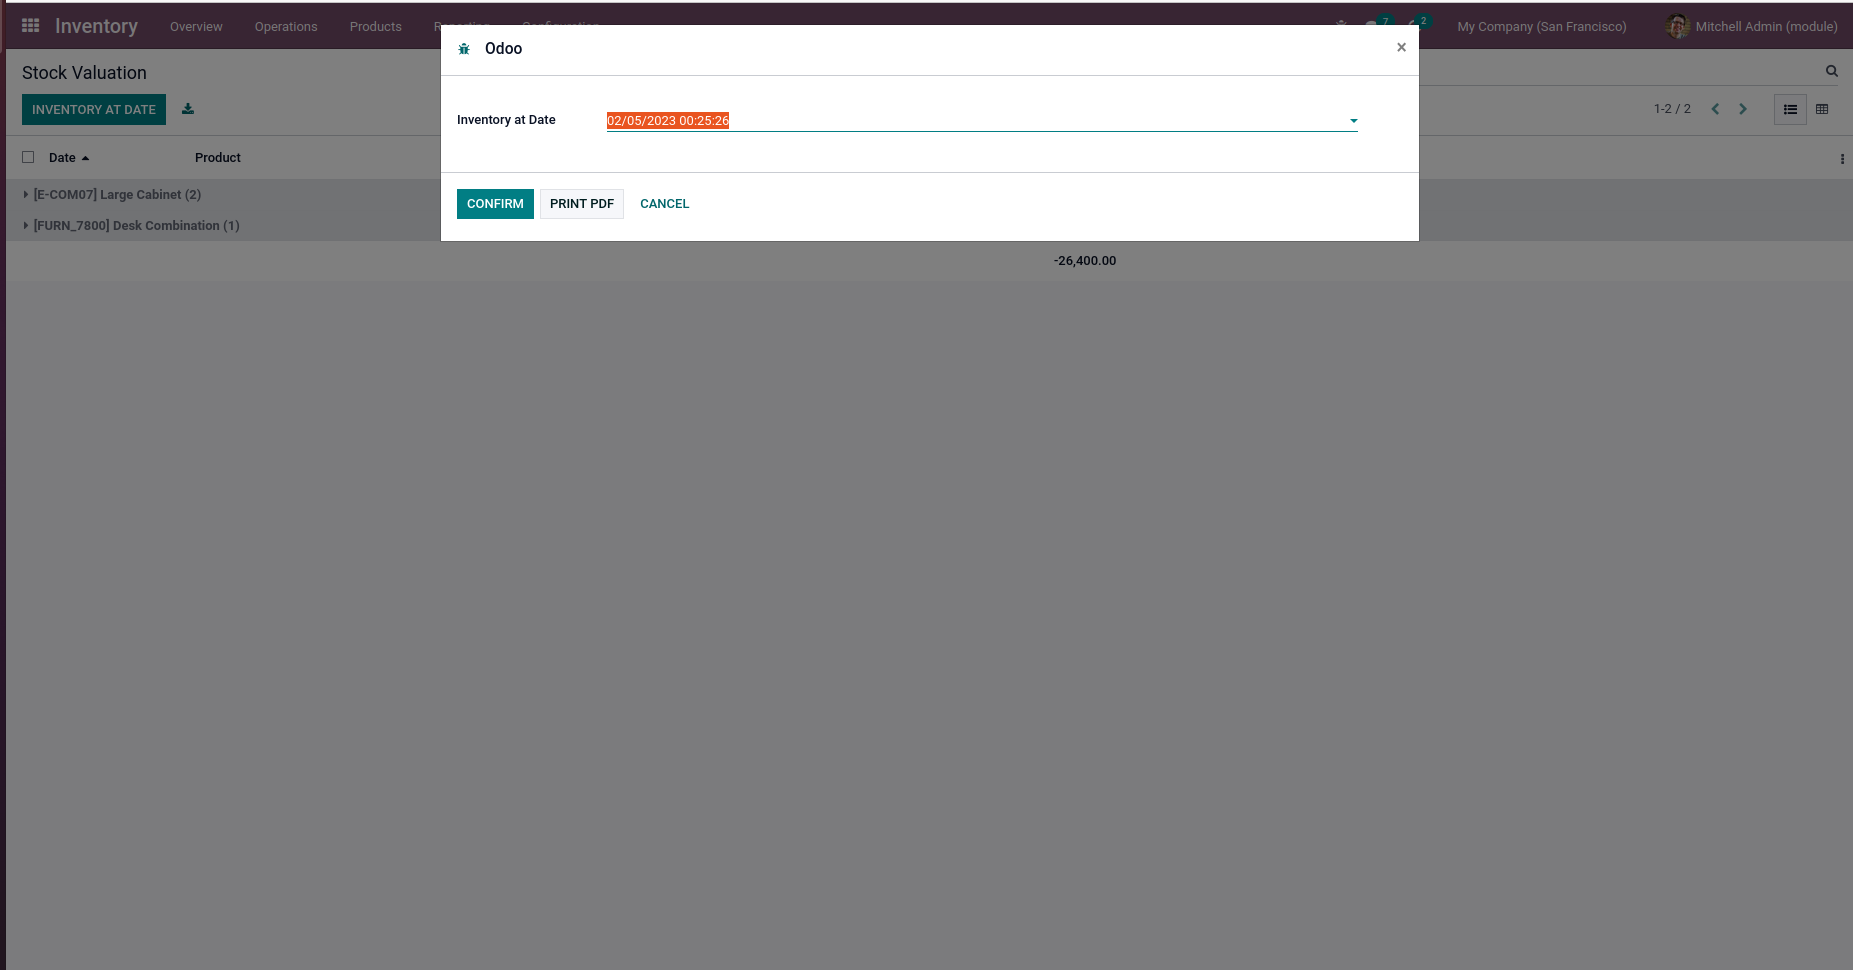 Inventory Overview Operations Products Reporting Configuration 7 2 My Company (San Francisco) Mitchell Admin (module)
Odoo ×
Stock Valuation
INVENTORY AT DATE 1-2 / 2
Inventory at Date 02/05/2023 00:25:26
Date Product
[E-COM07] Large Cabinet (2)
CONFIRM PRINT PDF CANCEL
[FURN_7800] Desk Combination (1)
-26,400.00